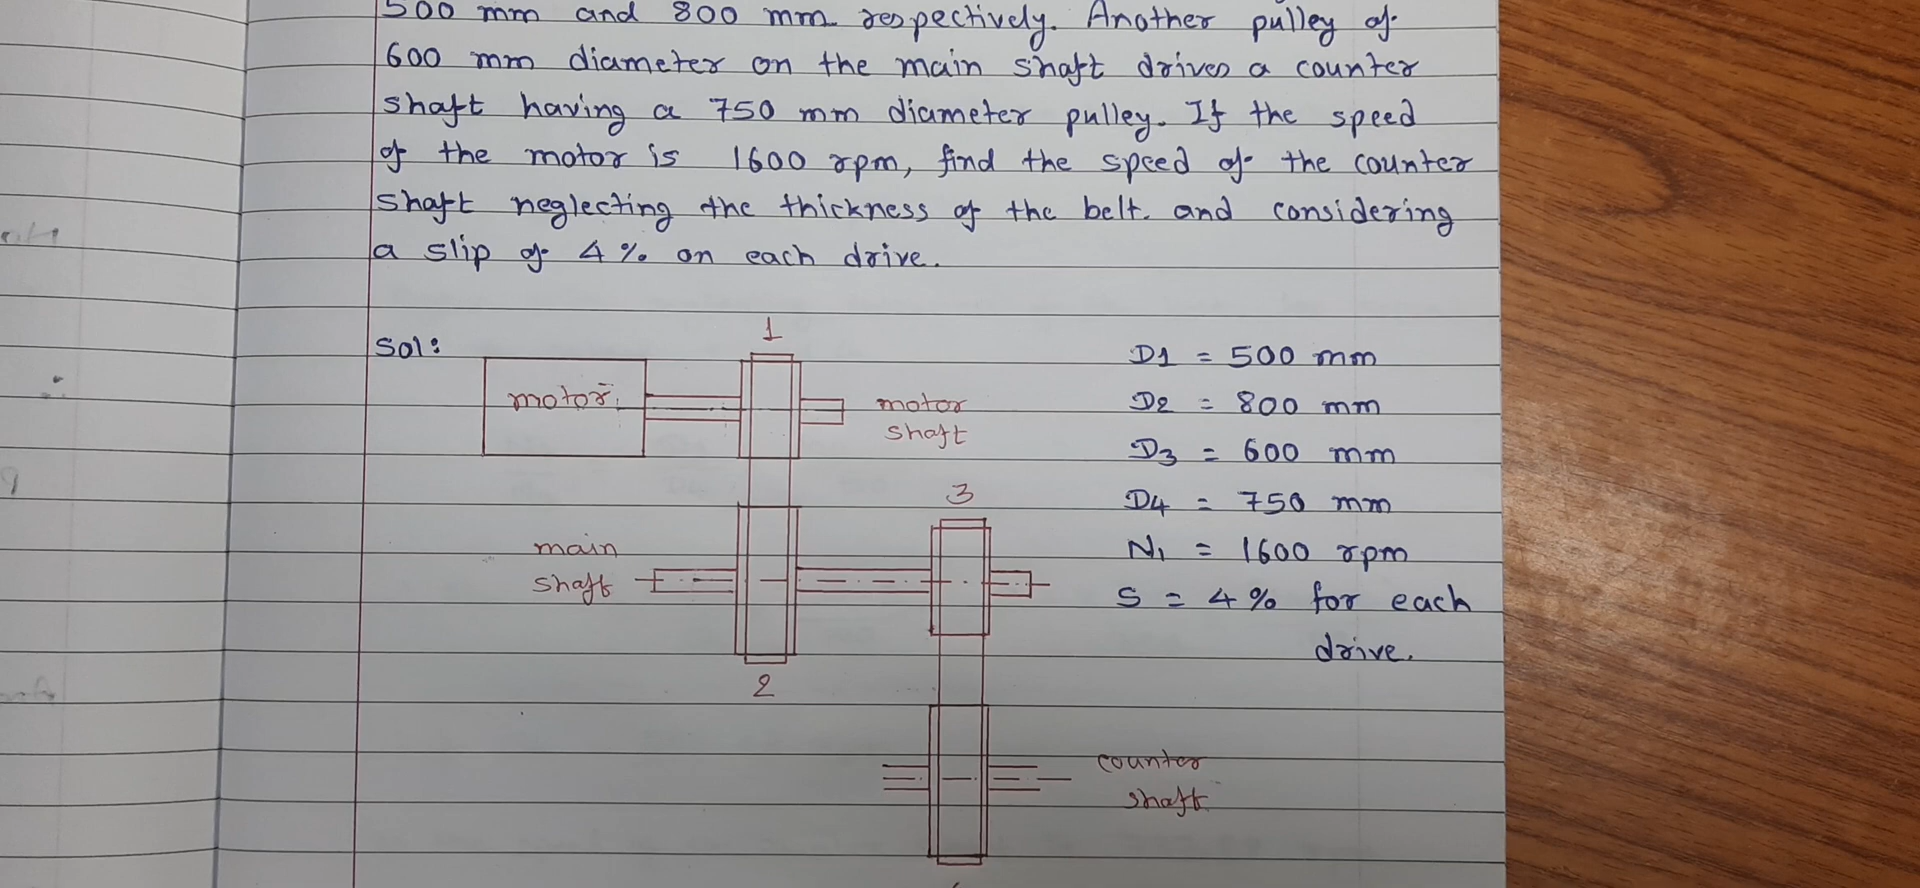 500 mm and 800 mm respectively. Another pulley of
600 mm diameter on the main shaft drives a counter
shaft having a 750 mm diameter pulley. If the speed
of the motor is 1600 rpm, find the speed of the counter
shaft neglecting the thickness of the belt. and considering
a slip of 4% on each drive.
Sol:
1
motor
motor
shaft
main
shaft
2
3
counter
shaft
D1 = 500 mm
D2 = 800 mm
D3 = 600 mm
D4 = 750 mm
N1 = 1600 rpm
S = 4% for each
drive.